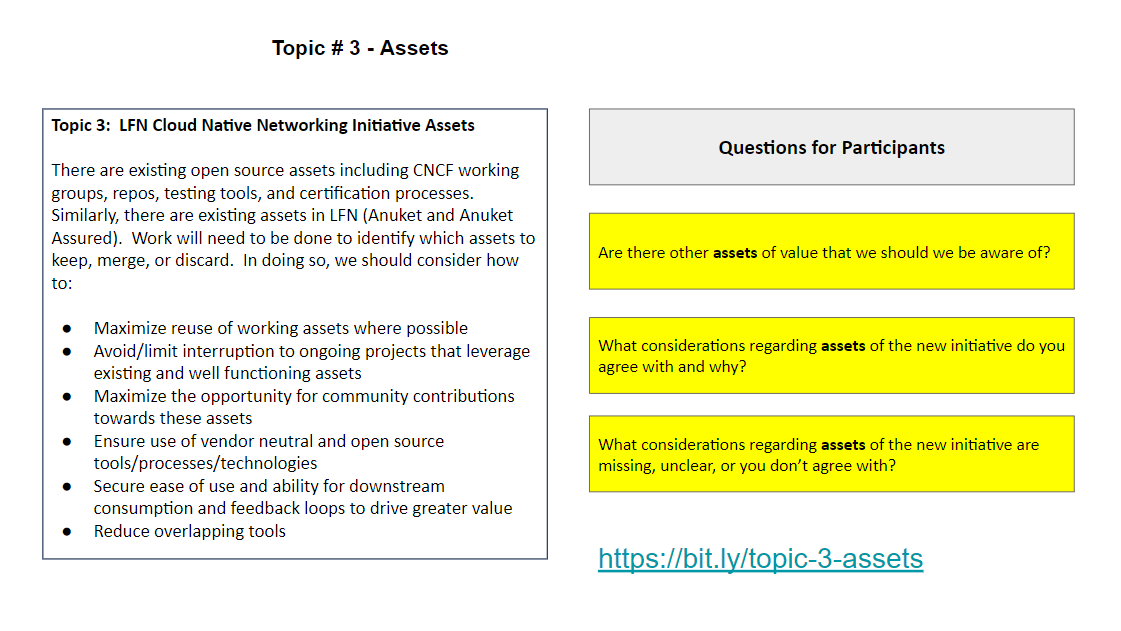 Topic # 3 - Assets
Topic 3:  LFN Cloud Native Networking Initiative Assets
There are existing open source assets including CNCF working
groups, repos, testing tools, and certification processes.
Similarly, there are existing assets in LFN (Anuket and Anuket
Assured).  Work will need to be done to identify which assets to
keep, merge, or discard.  In doing so, we should consider how
to:
● Maximize reuse of working assets where possible
● Avoid/limit interruption to ongoing projects that leverage
existing and well functioning assets
● Maximize the opportunity for community contributions
towards these assets
● Ensure use of vendor neutral and open source
tools/processes/technologies
● Secure ease of use and ability for downstream
consumption and feedback loops to drive greater value
● Reduce overlapping tools
Questions for Participants
Are there other assets of value that we should we be aware of?
What considerations regarding assets of the new initiative do you
agree with and why?
What considerations regarding assets of the new initiative are
missing, unclear, or you don’t agree with?
https://bit.ly/topic-3-assets